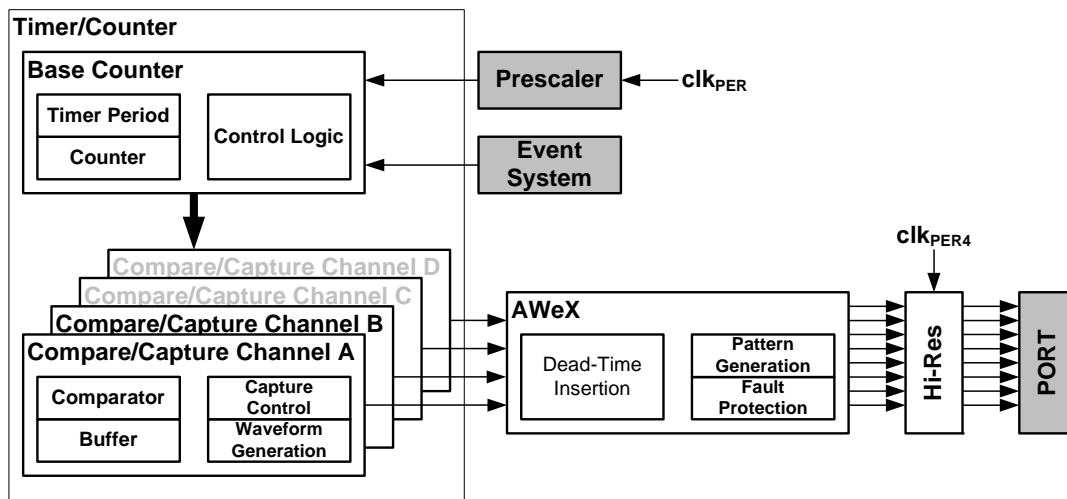 Timer/Counter
Base Counter
Timer Period
Counter
Control Logic
Prescaler
clkPER
Event
System
Compare/Capture Channel D
Compare/Capture Channel C
Compare/Capture Channel B
Compare/Capture Channel A
Comparator
Buffer
Capture
Control
Waveform
Generation
AWeX
Dead-Time
Insertion
Pattern
Generation
Fault
Protection
clkPER4
Hi-Res
PORT